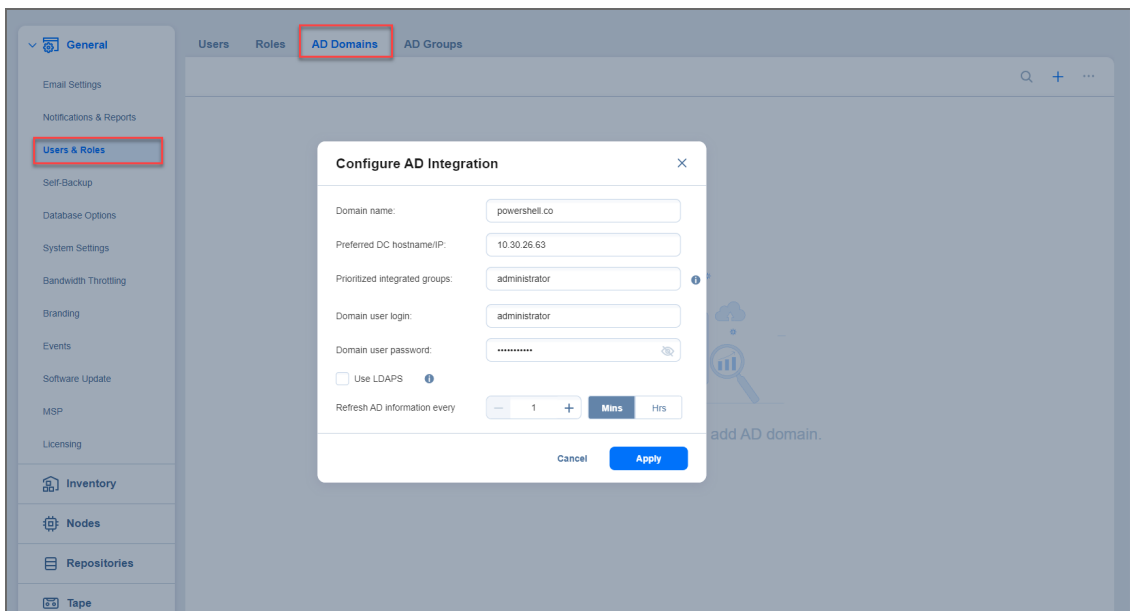 General
Users Roles AD Domains AD Groups
Email Settings
Notifications & Reports
Users & Roles
Self-Backup
Database Options
System Settings
Bandwidth Throttling
Branding
Events
Software Update
MSP
Licensing
Inventory
Nodes
Repositories
Tape
Configure AD Integration
Domain name: powershell.co
Preferred DC hostname/IP: 10.30.26.63
Prioritized integrated groups: administrator
Domain user login: administrator
Domain user password: •••••••••••
Use LDAPS
Refresh AD information every 1 Mins Hrs
Cancel Apply
add AD domain.